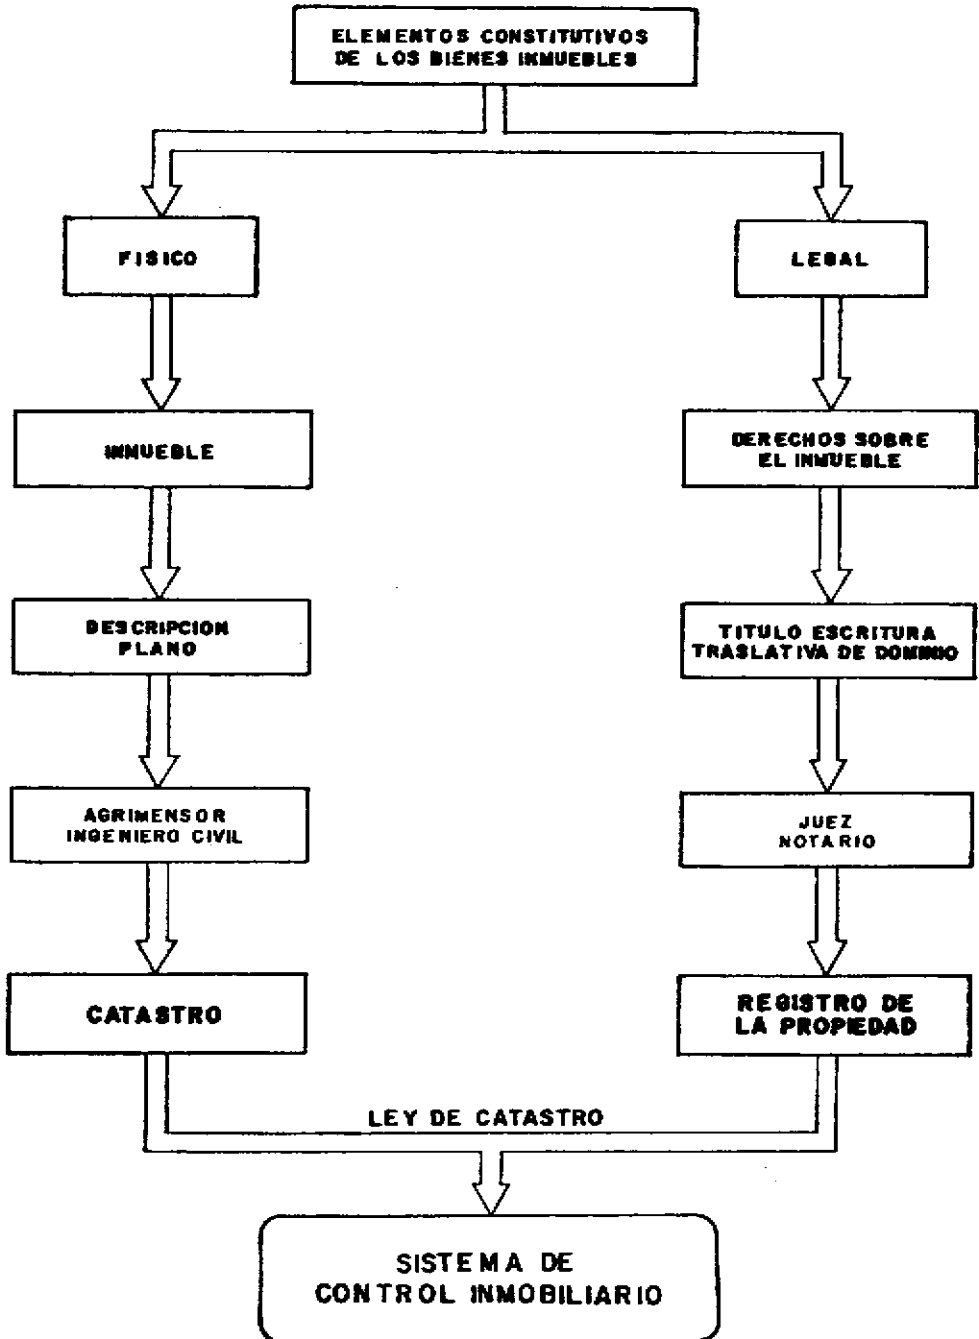 ELEMENTOS CONSTITUTIVOS
DE LOS BIENES INMUEBLES
FISICO
LEGAL
INMUEBLE
DERECHOS SOBRE
EL INMUEBLE
DESCRIPCION
PLANO
TITULO ESCRITURA
TRASLATIVA DE DOMINIO
AGRIMENSOR
INGENIERO CIVIL
JUEZ
NOTARIO
CATASTRO
REGISTRO DE
LA PROPIEDAD
LEY DE CATASTRO
SISTEMA DE
CONTROL INMOBILIARIO